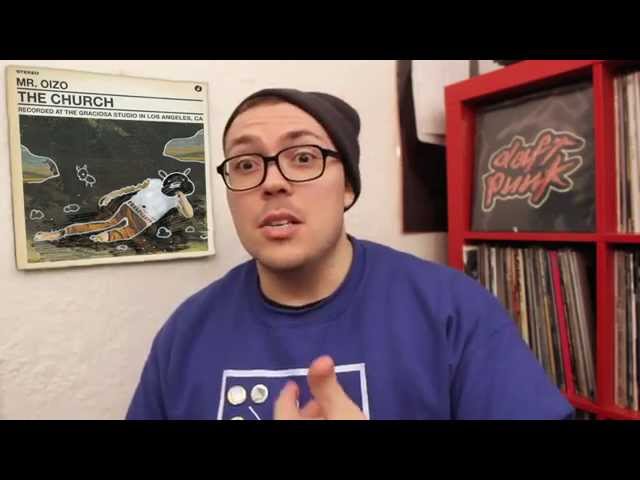 STEREO
MR. OIZO
THE CHURCH
RECORDED AT THE GRACIOSA STUDIO IN LOS ANGELES, CA
daft
punk